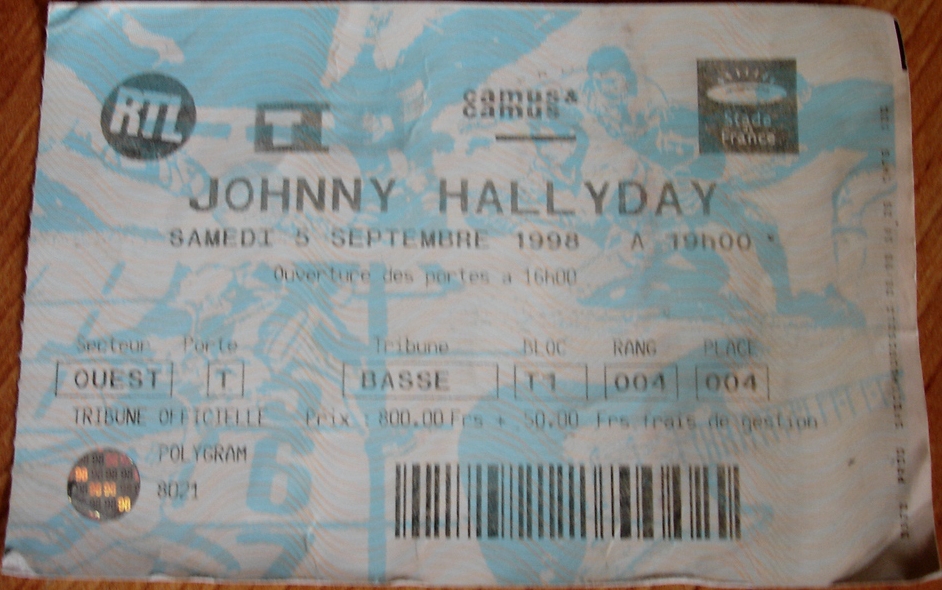 RTL
T
camus &
camus
Stade
France
JOHNNY HALLYDAY
SAMEDI 5 SEPTEMBRE 1998 A 19h00 *
Ouverture des portes a 16h00
Secteur Porte Tribune BLOC RANG PLACE
OUEST T BASSE T1 004 004
TRIBUNE OFFICIELLE Prix : 800.00 Frs + 50.00 Frs frais de gestion
POLYGRAM
8021
6